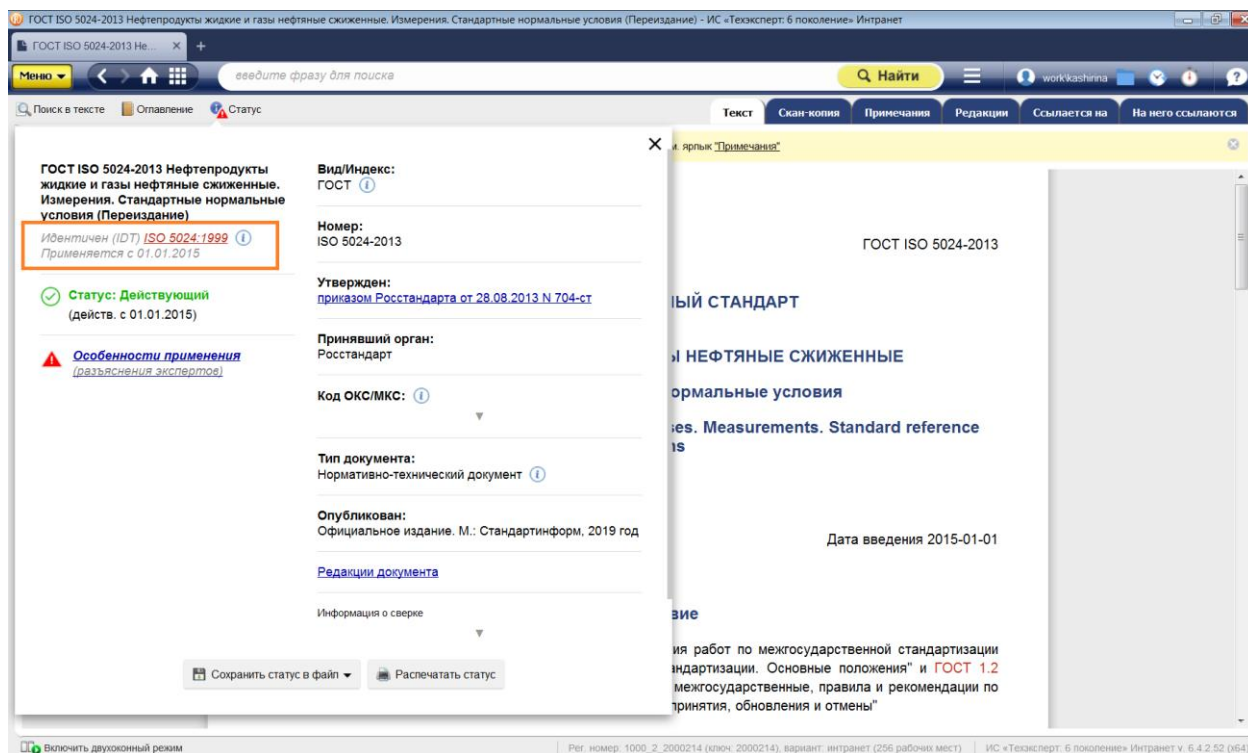 ГОСТ ISO 5024-2013 Нефтепродукты жидкие и газы нефтяные сжиженные. Измерения. Стандартные нормальные условия (Переиздание) - ИС «Техэксперт: 6 поколение» Интранет
ГОСТ ISO 5024-2013 Не... × +
Меню введите фразу для поиска Найти work\kashirina ?
Поиск в тексте Оглавление Статус Текст Скан-копия Примечания Редакции Ссылается на На него ссылаются
м. ярлык "Примечания"
ГОСТ ISO 5024-2013 Нефтепродукты
жидкие и газы нефтяные сжиженные.
Измерения. Стандартные нормальные
условия (Переиздание)
Идентичен (IDT) ISO 5024:1999 i
Применяется с 01.01.2015
Статус: Действующий
(действ. с 01.01.2015)
Особенности применения
(разъяснения экспертов)
Вид/Индекс:
ГОСТ i
Номер:
ISO 5024-2013
Утвержден:
приказом Росстандарта от 28.08.2013 N 704-ст
Принявший орган:
Росстандарт
Код ОКС/МКС: i
Тип документа:
Нормативно-технический документ i
Опубликован:
Официальное издание. М.: Стандартинформ, 2019 год
Редакции документа
Информация о сверке
Сохранить статус в файл Распечатать статус
ГОСТ ISO 5024-2013
ЫЙ СТАНДАРТ
Ы НЕФТЯНЫЕ СЖИЖЕННЫЕ
ормальные условия
ses. Measurements. Standard reference
ns
Дата введения 2015-01-01
вие
ия работ по межгосударственной стандартизации
андартизации. Основные положения" и ГОСТ 1.2
межгосударственные, правила и рекомендации по
принятия, обновления и отмены"
Включить двухоконный режим Рег. номер: 1000_2_2000214 (ключ: 2000214), вариант: интранет (256 рабочих мест) ИС «Техэксперт: 6 поколение» Интранет v. 6.4.2.52 (x64)